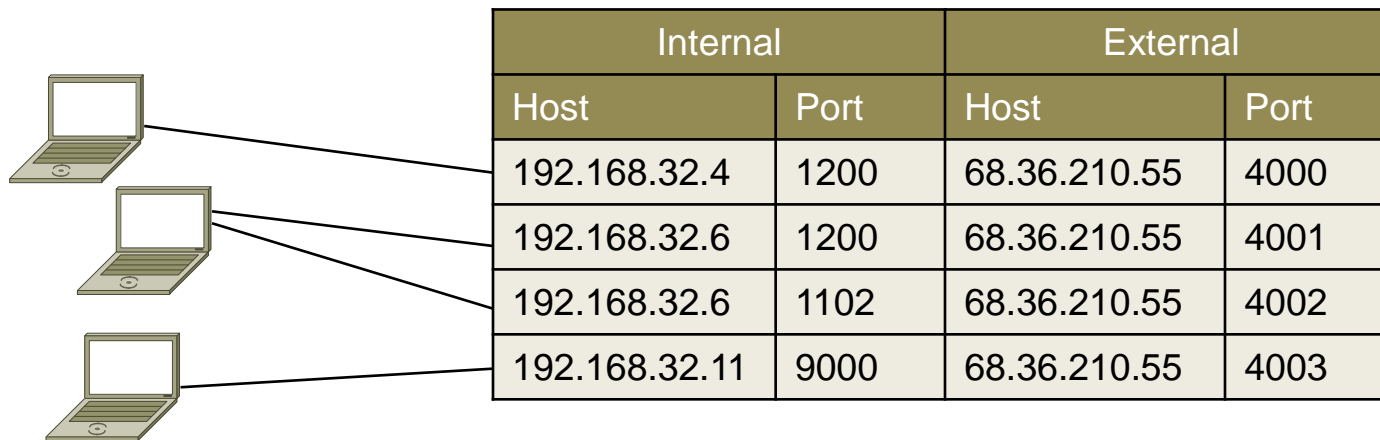 Internal External
Host Port Host Port
192.168.32.4 1200 68.36.210.55 4000
192.168.32.6 1200 68.36.210.55 4001
192.168.32.6 1102 68.36.210.55 4002
192.168.32.11 9000 68.36.210.55 4003